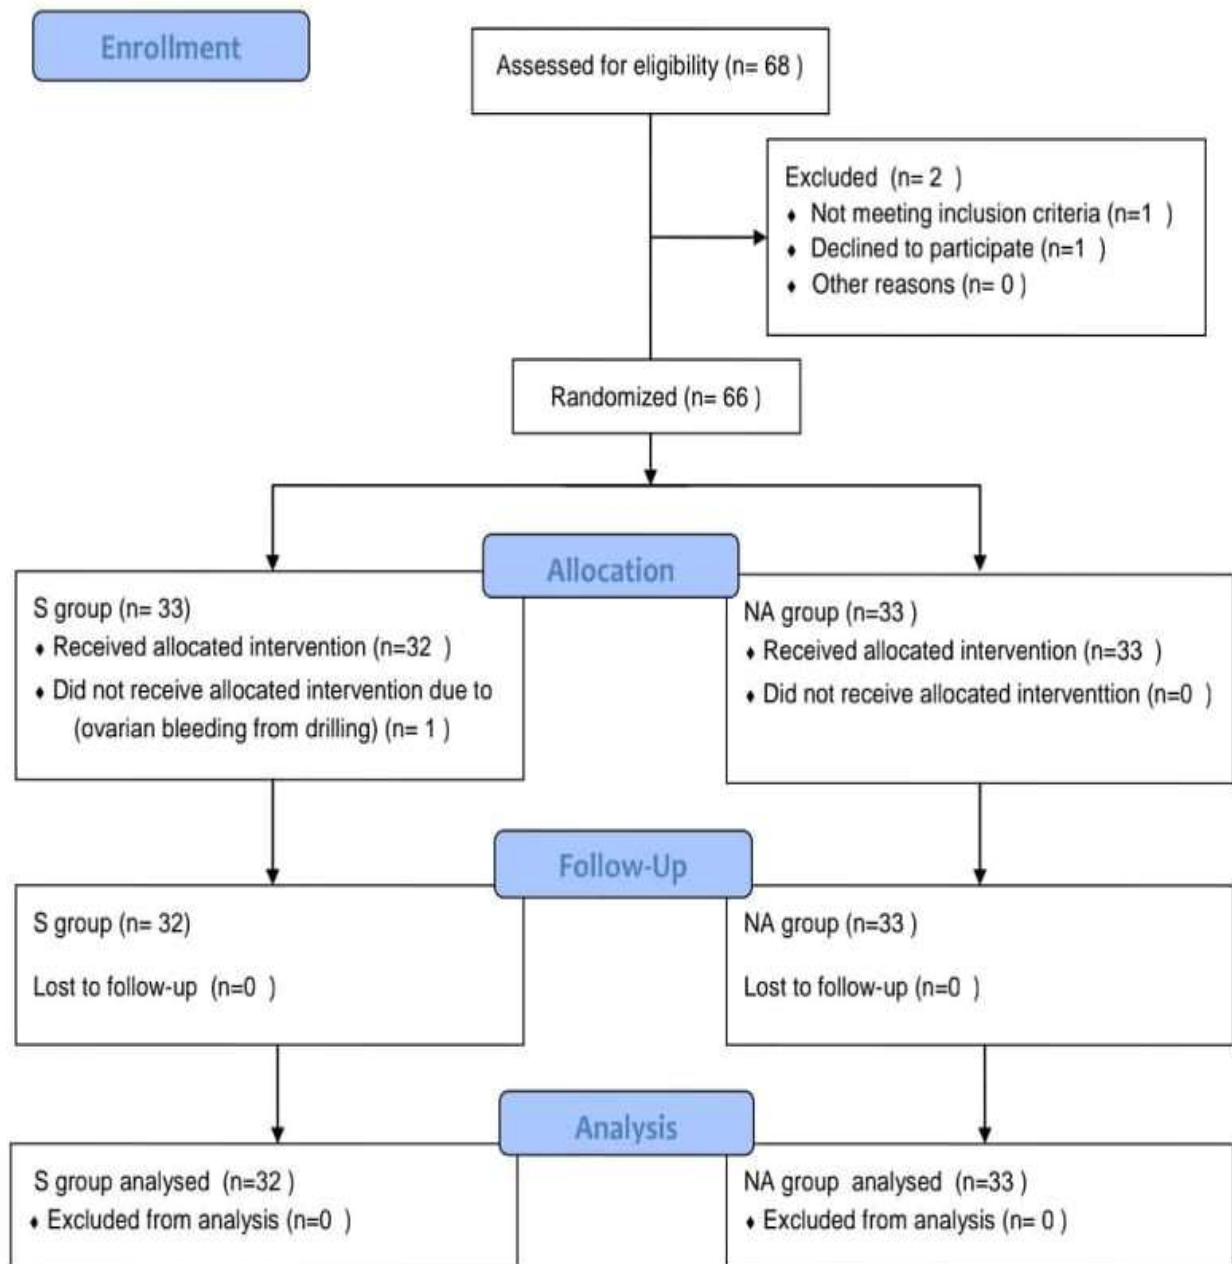 Enrollment
Assessed for eligibility (n= 68 )
Excluded (n= 2 )
♦ Not meeting inclusion criteria (n=1 )
♦ Declined to participate (n=1 )
♦ Other reasons (n= 0 )
Randomized (n= 66 )
Allocation
S group (n= 33)
♦ Received allocated intervention (n=32 )
♦ Did not receive allocated intervention due to
(ovarian bleeding from drilling) (n= 1 )
NA group (n=33 )
♦ Received allocated intervention (n=33 )
♦ Did not receive allocated interventtion (n=0 )
Follow-Up
S group (n= 32)
Lost to follow-up (n=0 )
NA group (n=33 )
Lost to follow-up (n=0 )
Analysis
S group analysed (n=32 )
♦ Excluded from analysis (n=0 )
NA group analysed (n=33 )
♦ Excluded from analysis (n= 0 )